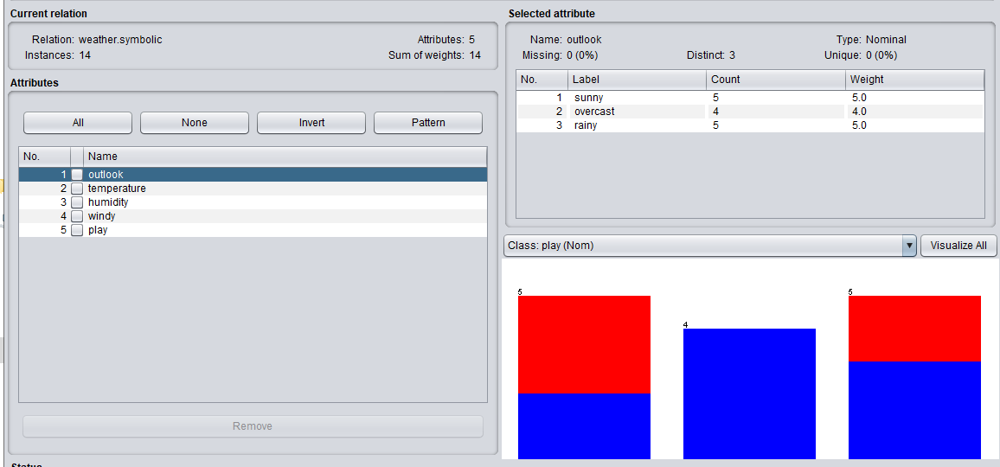 Current relation
Relation: weather.symbolic Attributes: 5
Instances: 14 Sum of weights: 14
Attributes
All None Invert Pattern
No. Name
1 outlook
2 temperature
3 humidity
4 windy
5 play
Remove
Status
Selected attribute
Name: outlook Type: Nominal
Missing: 0 (0%) Distinct: 3 Unique: 0 (0%)
No. Label Count Weight
1 sunny 5 5.0
2 overcast 4 4.0
3 rainy 5 5.0
Class: play (Nom) Visualize All
5 4 5